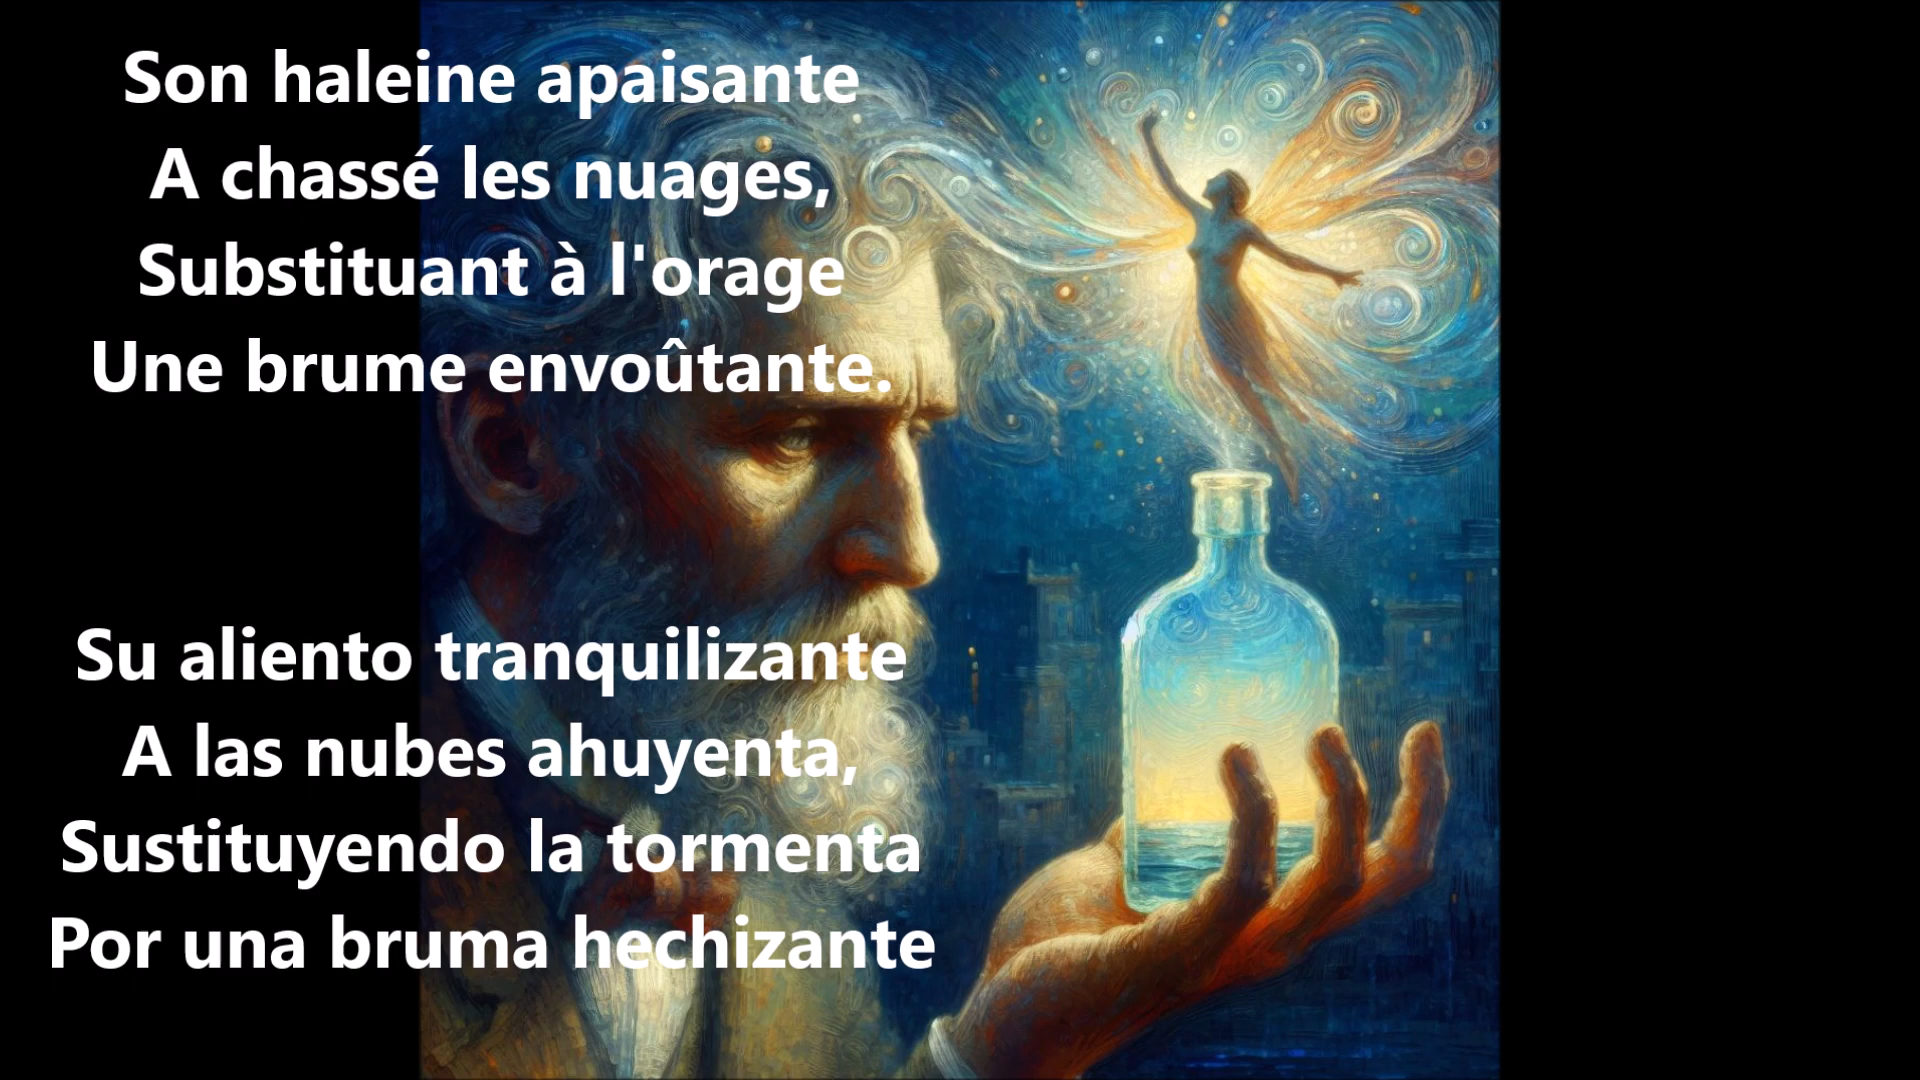 Son haleine apaisante
A chassé les nuages,
Substituant à l'orage
Une brume envoûtante.
Su aliento tranquilizante
A las nubes ahuyenta,
Sustituyendo la tormenta
Por una bruma hechizante